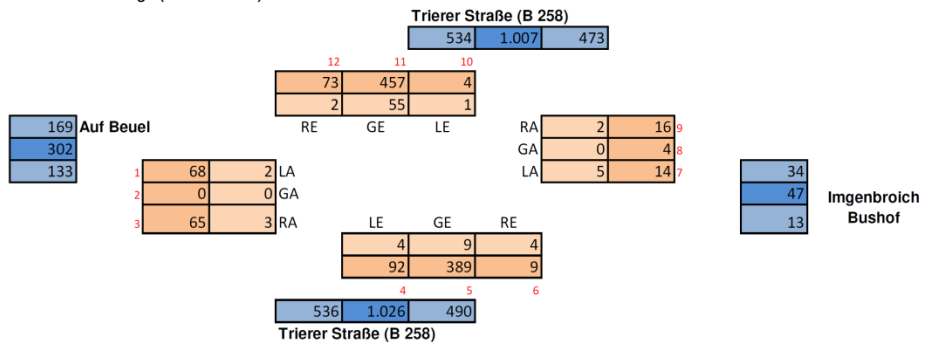 Trierer Straße (B 258)
534 1.007 473
12 11 10
73 457 4
2 55 1
RE GE LE
169 Auf Beuel
302
133
RA 2 16 9
GA 0 4 8
LA 5 14 7
1 68 2 LA
2 0 0 GA
3 65 3 RA
34
47
13
Imgenbroich
Bushof
LE GE RE
4 9 4
92 389 9
4 5 6
536 1.026 490
Trierer Straße (B 258)